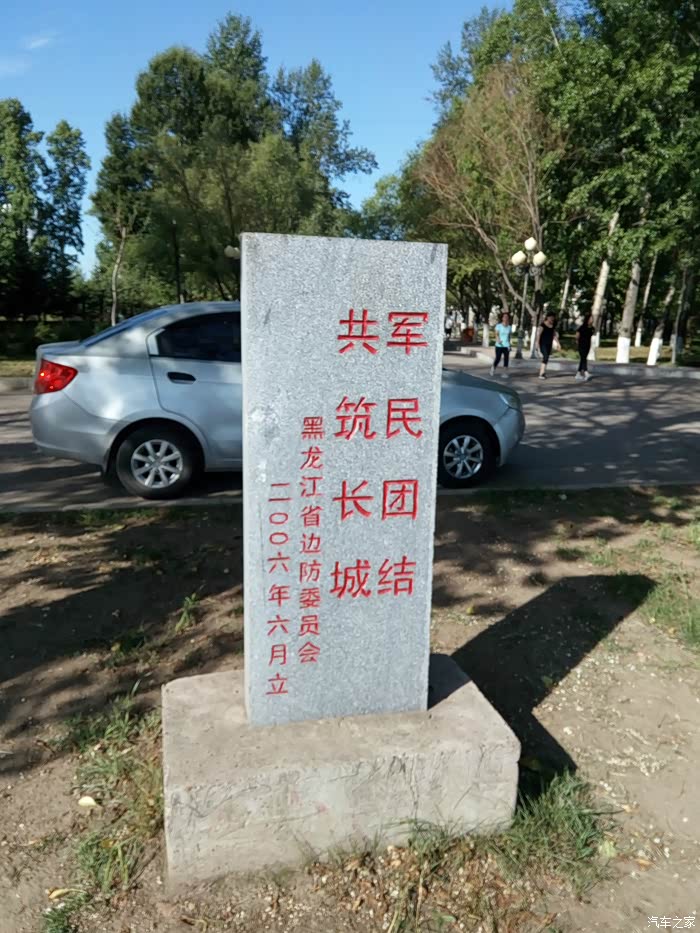 军民团结
共筑长城
黑龙江省边防委员会
二〇〇六年六月立
汽车之家